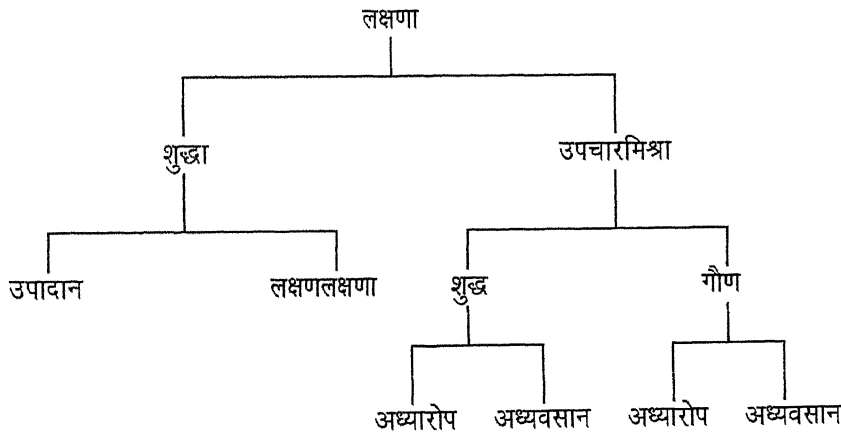 लक्षणा
शुद्धा उपचारमिश्रा
उपादान लक्षणलक्षणा शुद्ध गौण
अध्यारोप अध्यवसान अध्यारोप अध्यवसान